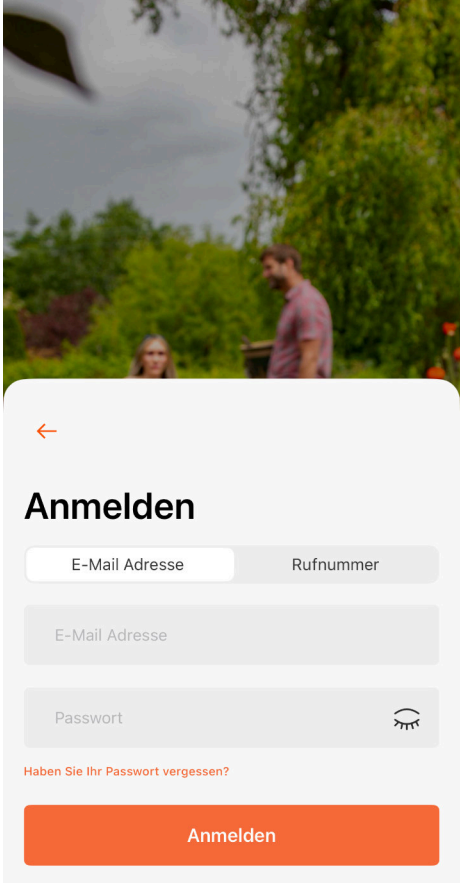 Anmelden
E-Mail Adresse
Rufnummer
E-Mail Adresse
Passwort
Haben Sie Ihr Passwort vergessen?
Anmelden